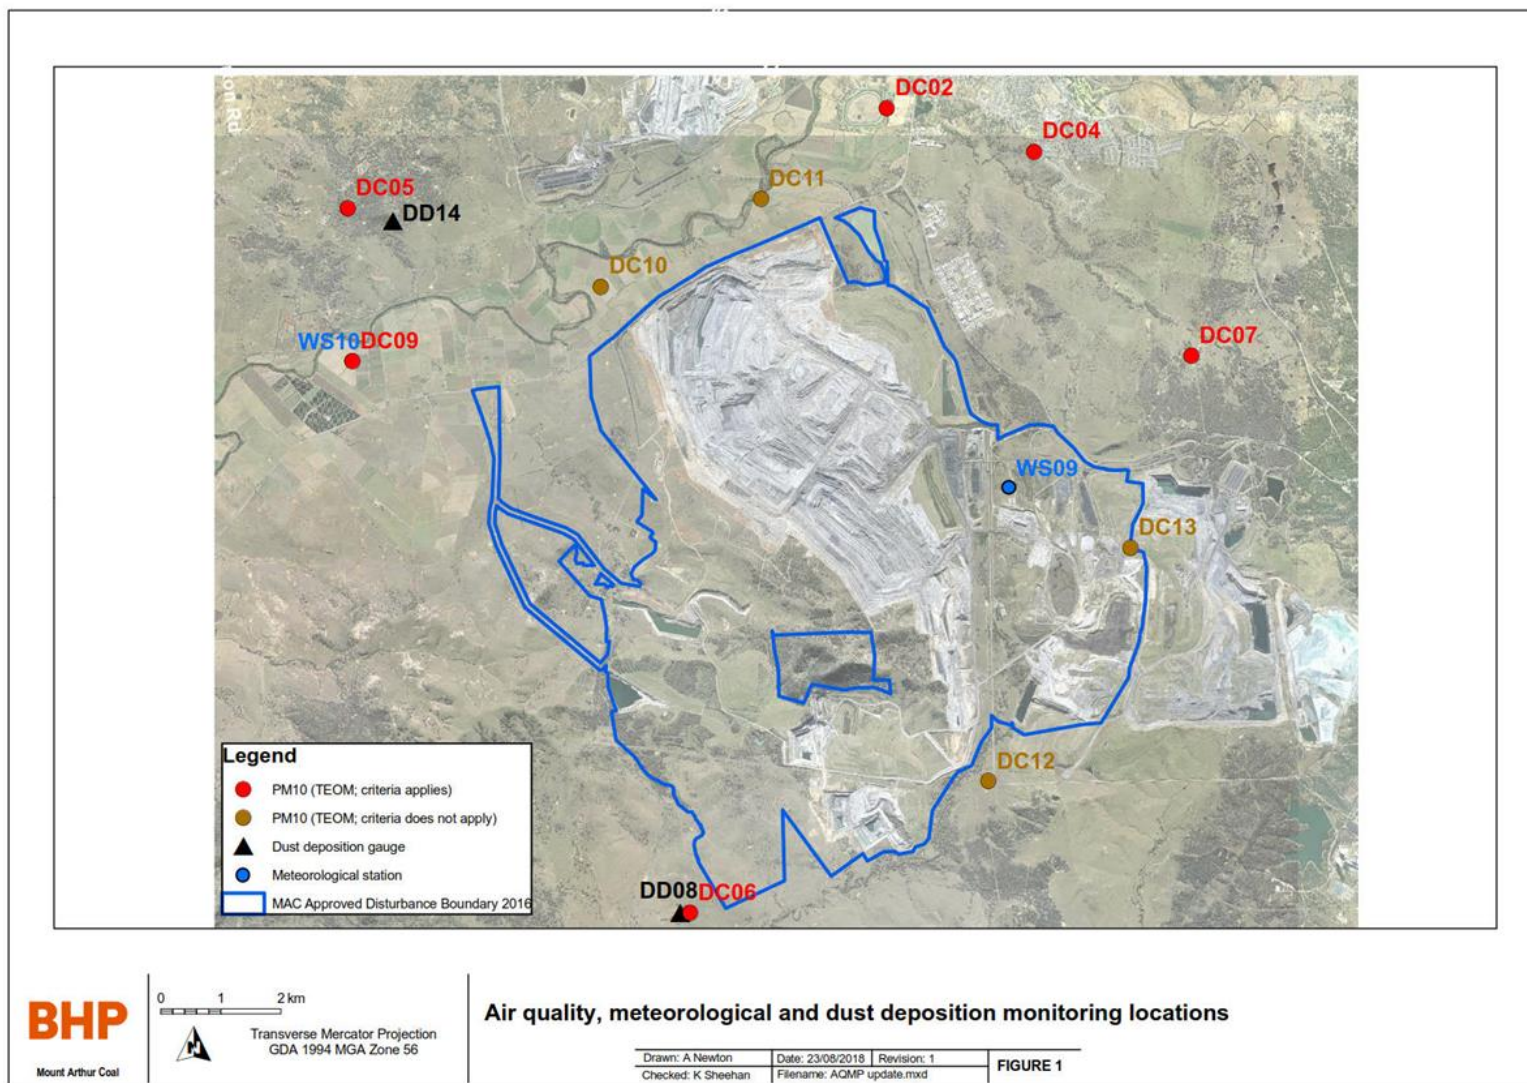 ton Rd
DC02
DC04
DC11
DC05
DD14
DC10
WS10
DC09
DC07
WS09
DC13
DC12
DD08
DC06
Legend
PM10 (TEOM; criteria applies)
PM10 (TEOM; criteria does not apply)
Dust deposition gauge
Meteorological station
MAC Approved Disturbance Boundary 2016
BHP
Mount Arthur Coal
0 1 2 km
N
Transverse Mercator Projection
GDA 1994 MGA Zone 56
Air quality, meteorological and dust deposition monitoring locations
Drawn: A Newton Date: 23/08/2018 Revision: 1
Checked: K Sheehan Filename: AQMP update.mxd
FIGURE 1